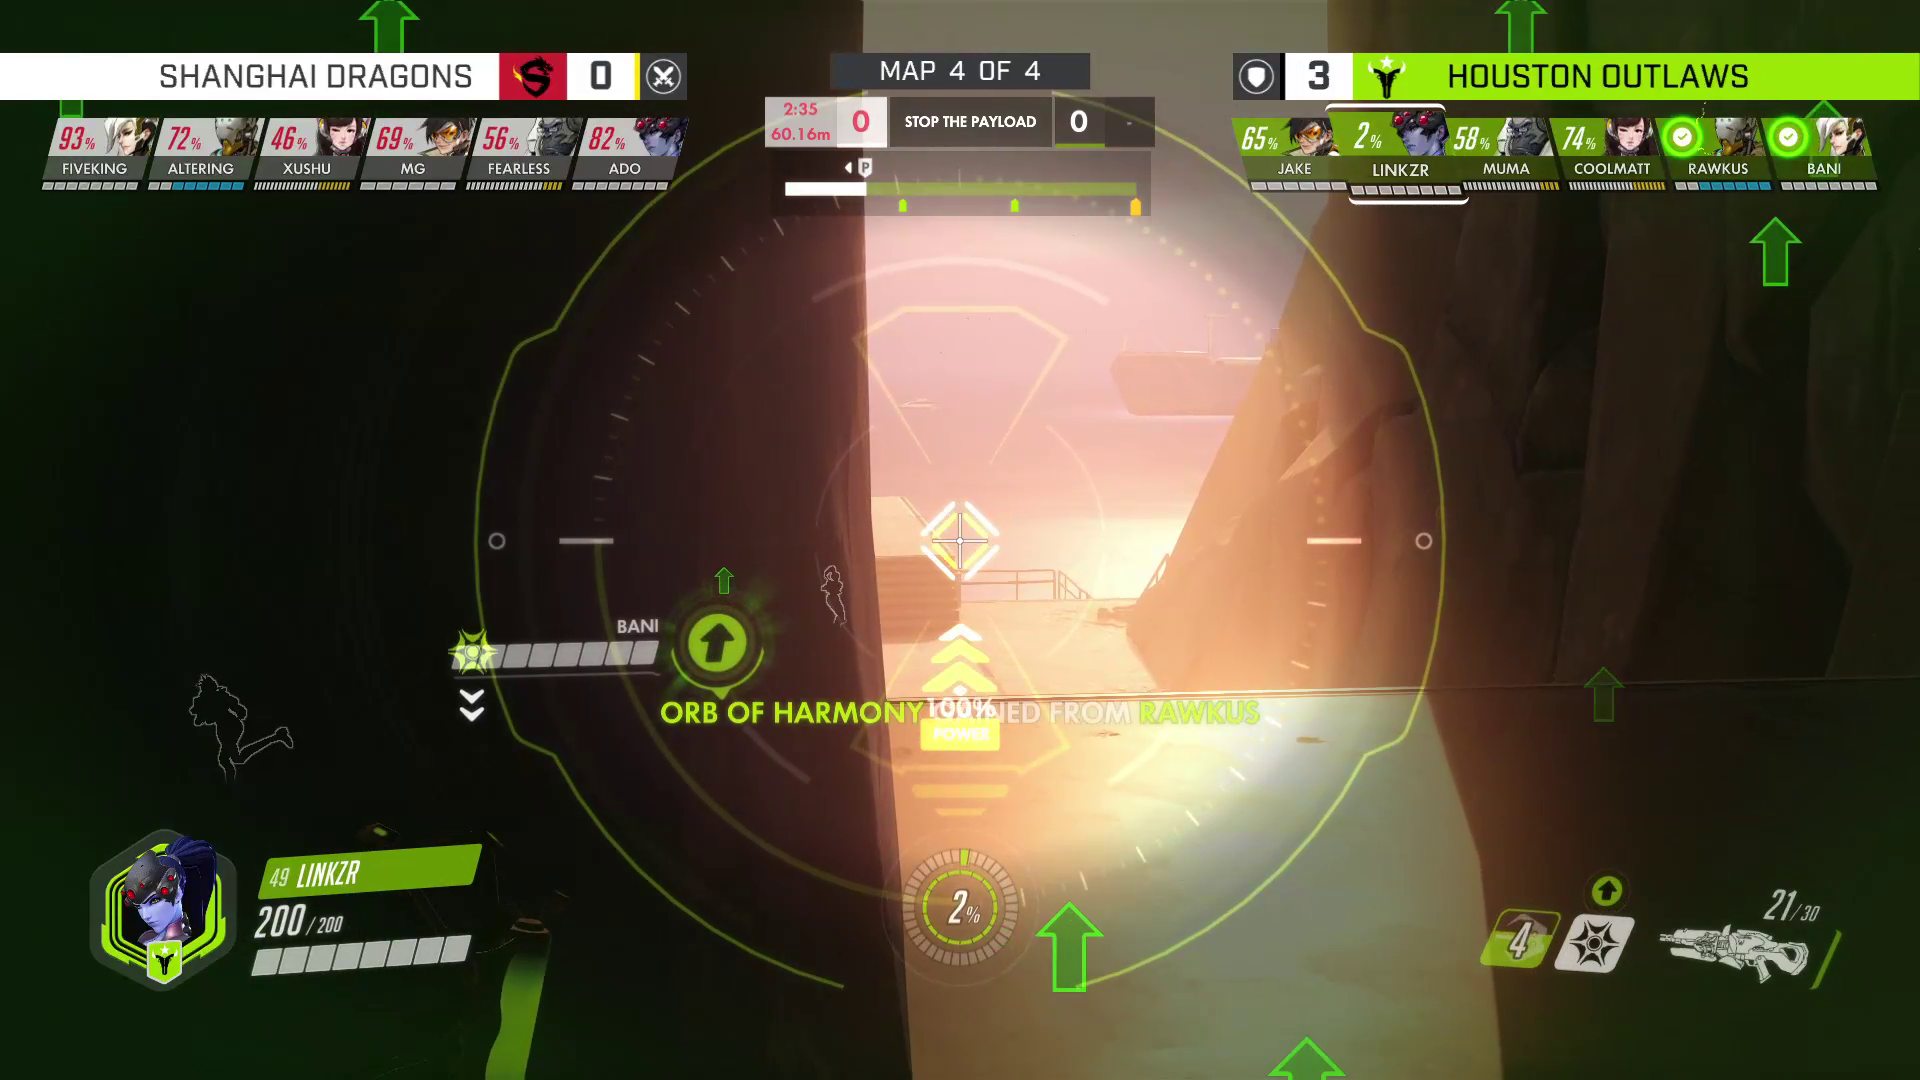 SHANGHAI DRAGONS 0
MAP 4 OF 4
3 HOUSTON OUTLAWS
2:35
60.16m
0 STOP THE PAYLOAD 0 -
P
93% 72% 46% 69% 56% 82%
FIVEKING ALTERING XUSHU MG FEARLESS ADO
65% 2% 58% 74%
JAKE LINKZR MUMA COOLMATT RAWKUS BANI
BANI
ORB OF HARMONY GAINED FROM RAWKUS
100%
POWER
49 LINKZR
200 / 200
2%
4
21/30